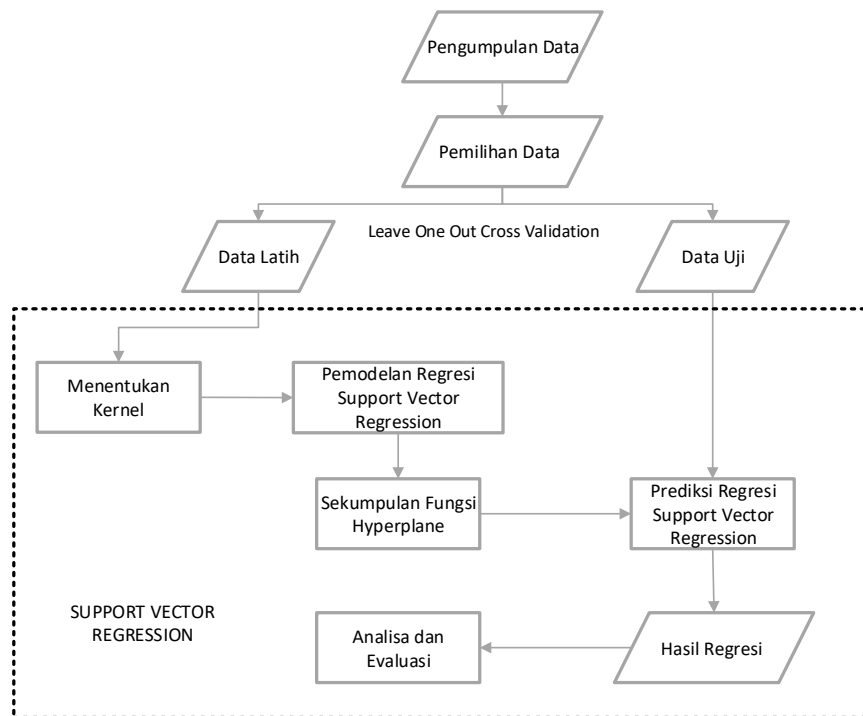 Pengumpulan Data
Pemilihan Data
Leave One Out Cross Validation
Data Latih
Data Uji
Menentukan
Kernel
Pemodelan Regresi
Support Vector
Regression
Sekumpulan Fungsi
Hyperplane
Prediksi Regresi
Support Vector
Regression
SUPPORT VECTOR
REGRESSION
Analisa dan
Evaluasi
Hasil Regresi